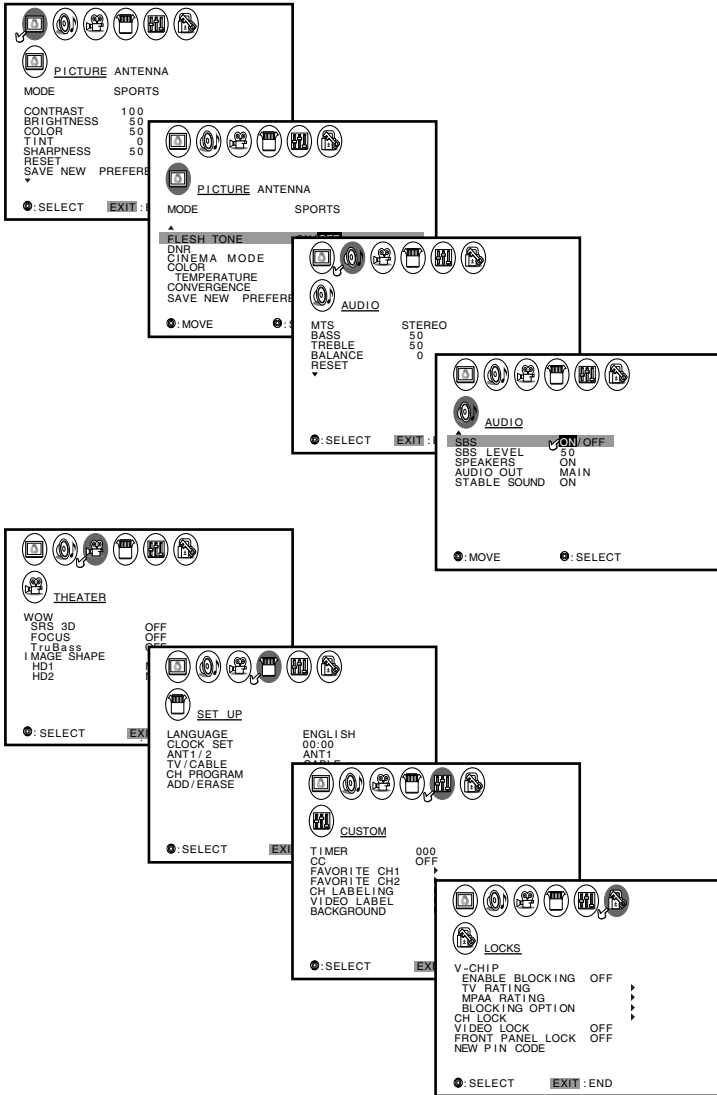 PICTURE ANTENNA
MODE SPORTS
CONTRAST 100
BRIGHTNESS 50
COLOR 50
TINT 0
SHARPNESS 50
RESET
SAVE NEW
:SELECT EXIT :
PICTURE ANTENNA
MODE SPORTS
FLESH TONE
DNR
CINEMA MODE
COLOR
TEMPERATURE
CONVERGENCE
SAVE NEW
:MOVE
AUDIO
MTS STEREO
BASS 50
TREBLE 50
BALANCE 0
RESET
:SELECT EXIT :
AUDIO
SBS ON/OFF
SBS LEVEL 50
SPEAKERS ON
AUDIO OUT MAIN
STABLE SOUND ON
:MOVE :SELECT
THEATER
WOW
SRS 3D OFF
FOCUS OFF
TruBass OFF
IMAGE SHAPE
HD1
HD2
:SELECT
SET UP
LANGUAGE ENGLISH
CLOCK SET 00:00
ANT1/2 ANT1
TV/CABLE CABLE
CH PROGRAM
ADD/ERASE
:SELECT
CUSTOM
TIMER 000
CC OFF
FAVORITE CH1
FAVORITE CH2
CH LABELING
VIDEO LABEL
BACKGROUND
:SELECT
LOCKS
V-CHIP
ENABLE BLOCKING OFF
TV RATING
MPAA RATING
BLOCKING OPTION
CH LOCK
VIDEO LOCK OFF
FRONT PANEL LOCK OFF
NEW PIN CODE
:SELECT EXIT :END